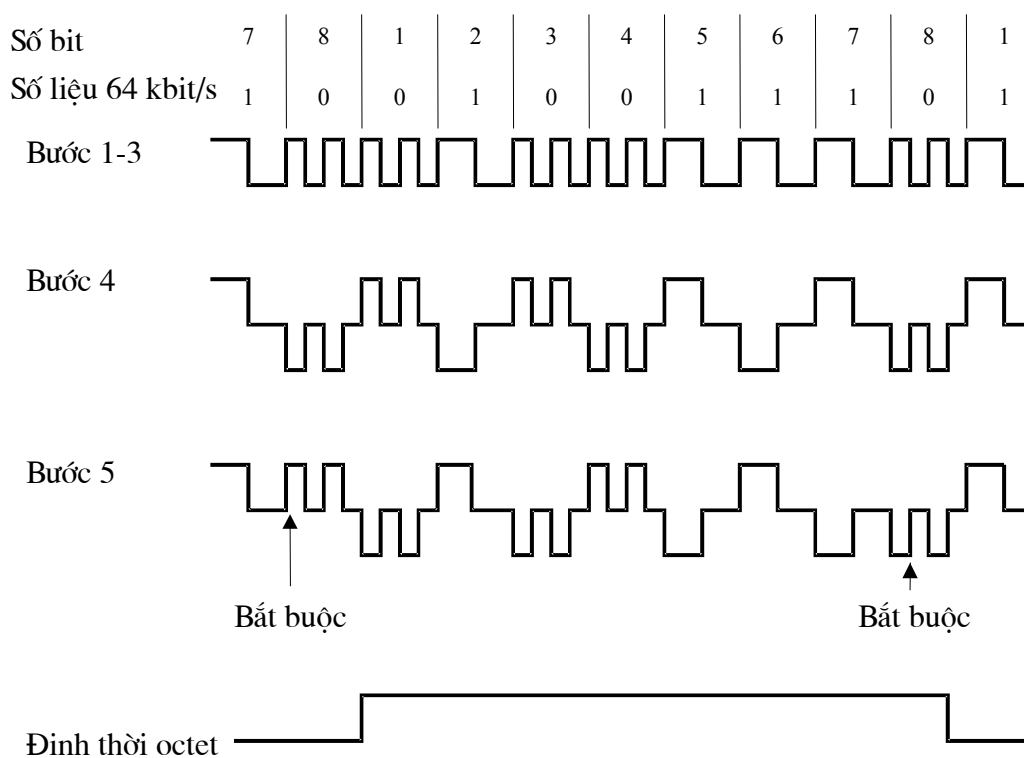 Số bit 7 8 1 2 3 4 5 6 7 8 1
Số liệu 64 kbit/s 1 0 0 1 0 0 1 1 1 0 1
Bước 1-3
Bước 4
Bước 5
Bắt buộc Bắt buộc
Đinh thời octet